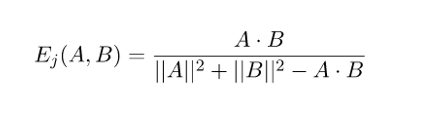 E_j(A, B) = \frac{A \cdot B}{||A||^2 + ||B||^2 - A \cdot B}